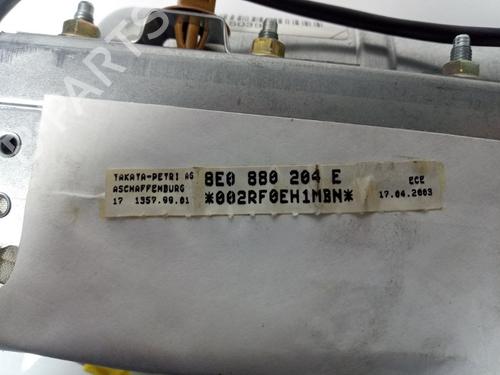 TAKATA-PETRI AG
ASCHAFFENBURG
17 1357.99.01
8E0 880 204 E
*002RF0EH1MBN*
ECE
17.04.2003